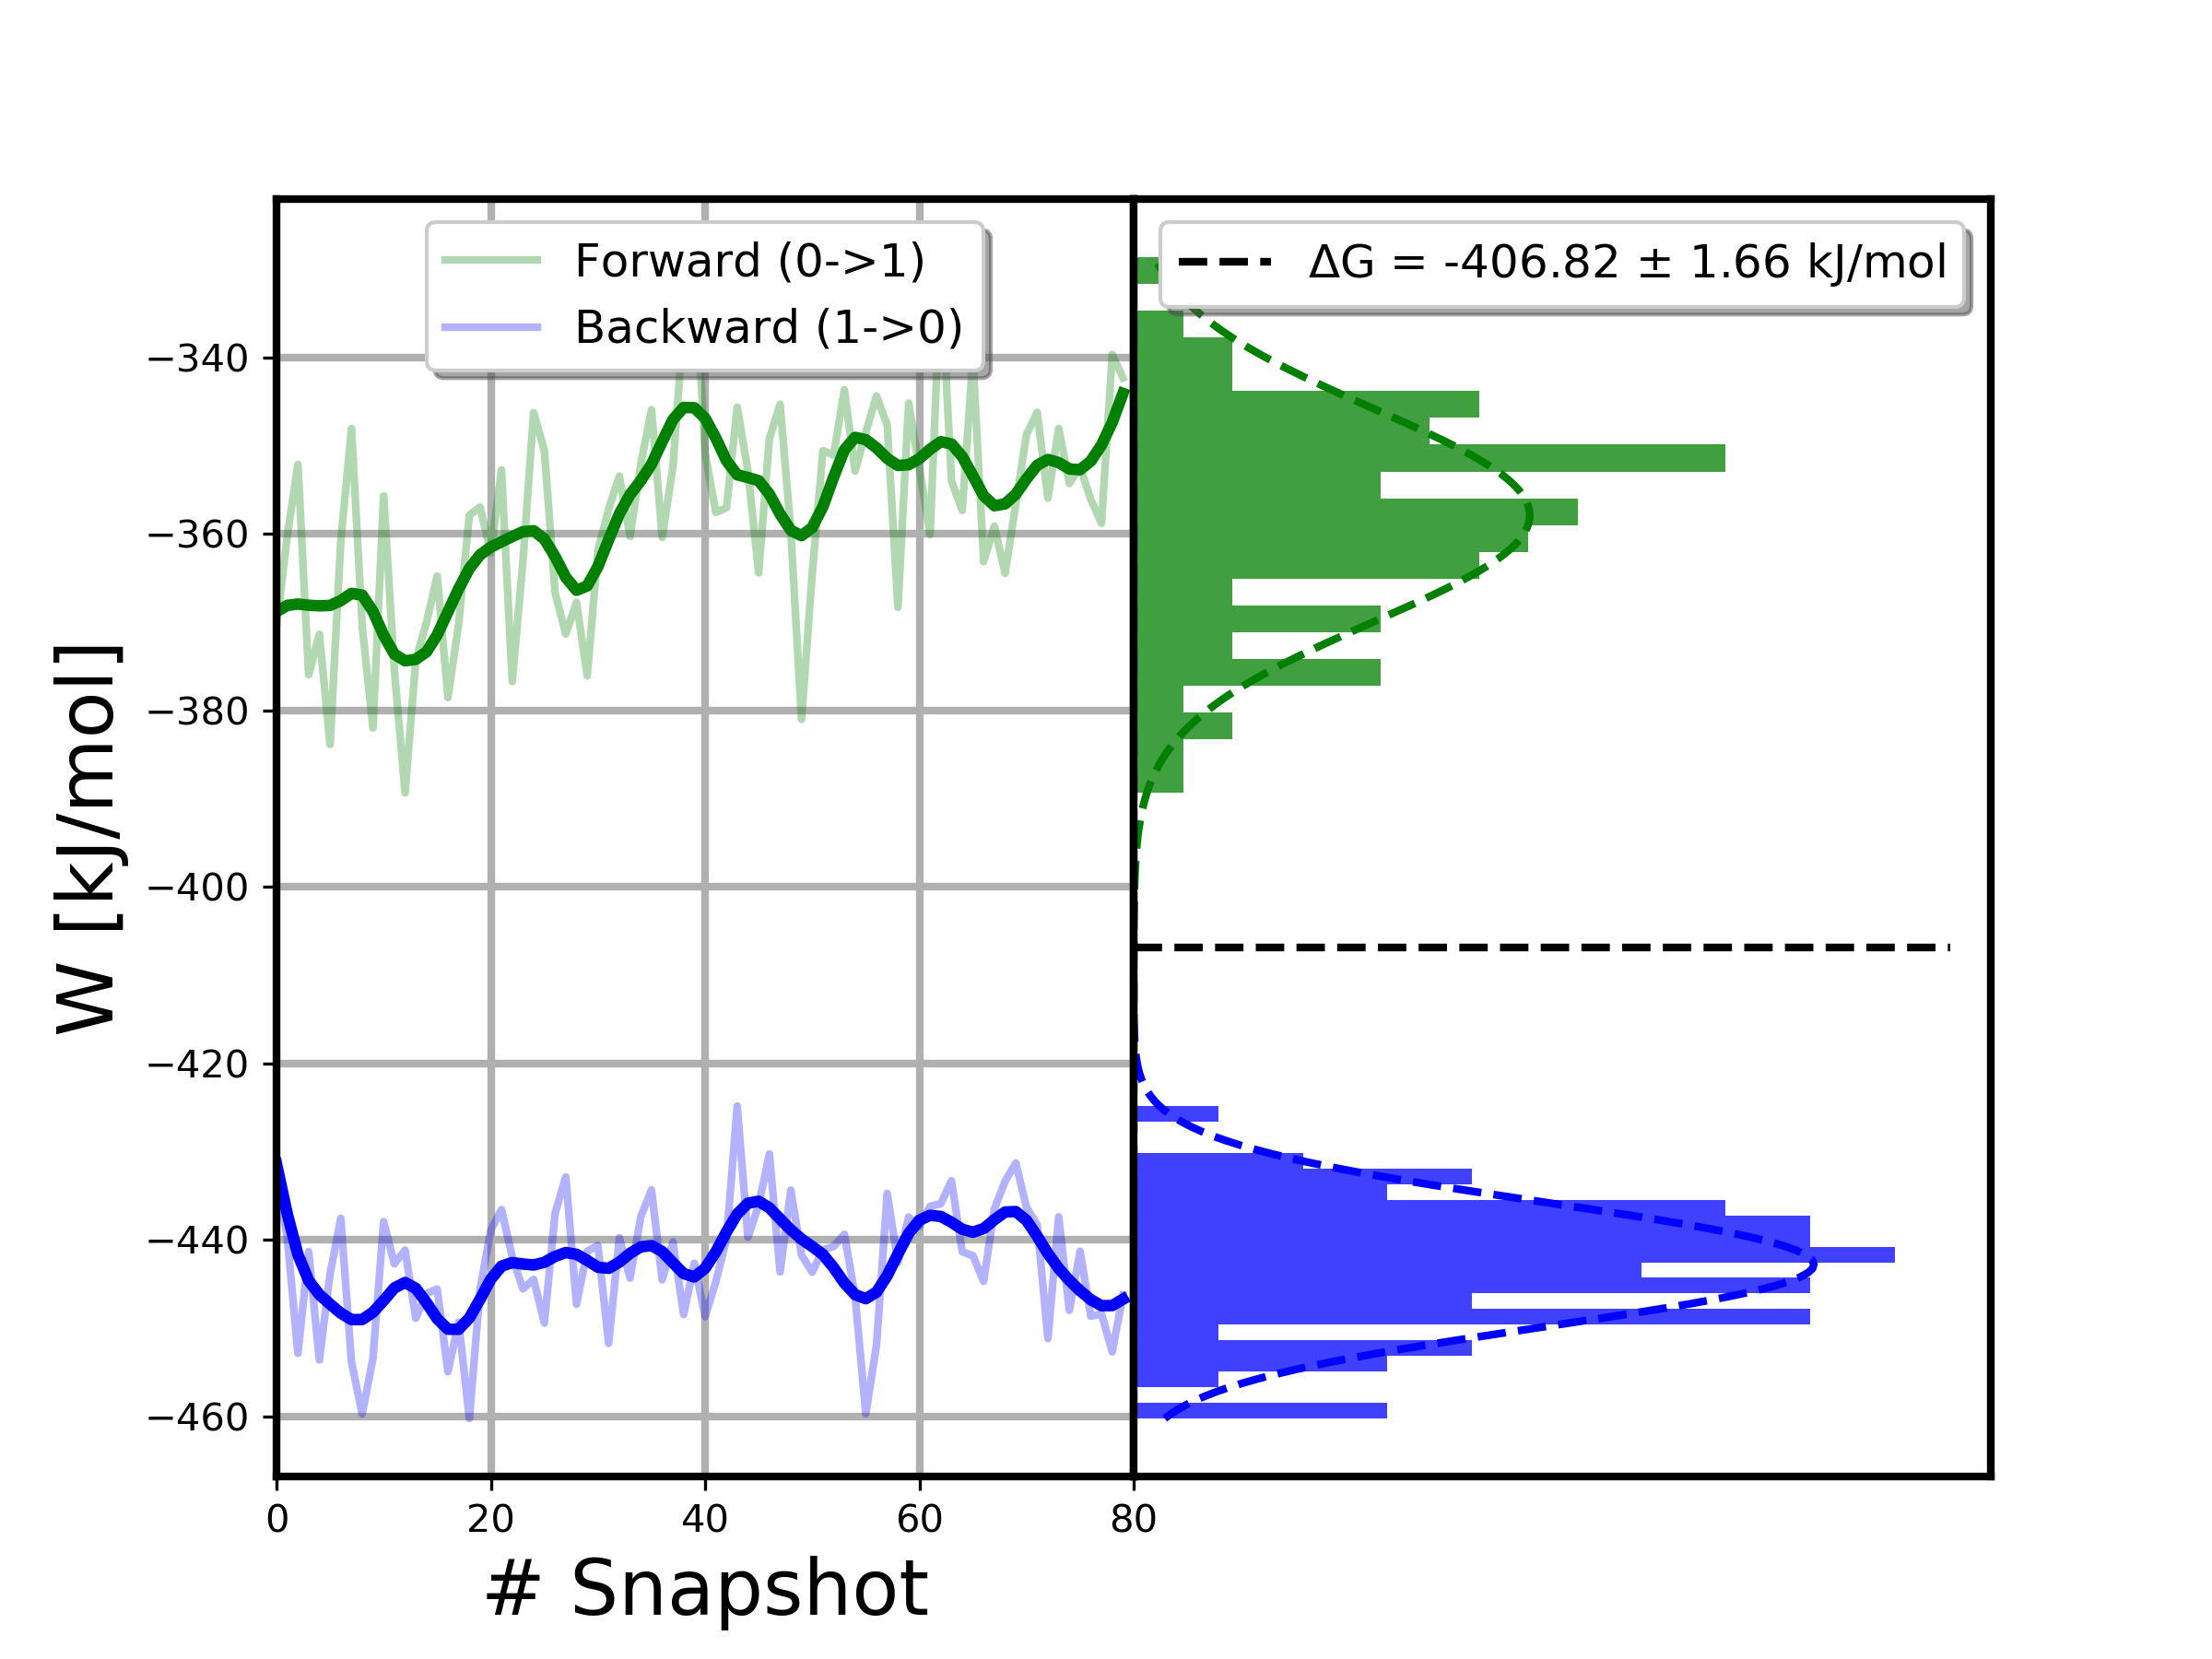 Forward (0->1)
Backward (1->0)
ΔG = -406.82 ± 1.66 kJ/mol
W [kJ/mol]
−340
−360
−380
−400
−420
−440
−460
0 20 40 60 80
# Snapshot